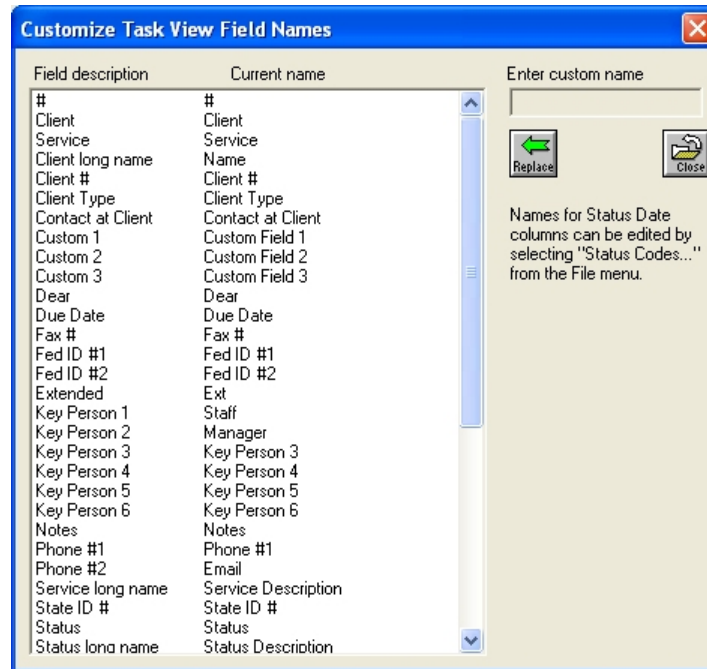 Customize Task View Field Names
Field description Current name
# #
Client Client
Service Service
Client long name Name
Client # Client #
Client Type Client Type
Contact at Client Contact at Client
Custom 1 Custom Field 1
Custom 2 Custom Field 2
Custom 3 Custom Field 3
Dear Dear
Due Date Due Date
Fax # Fax #
Fed ID #1 Fed ID #1
Fed ID #2 Fed ID #2
Extended Ext
Key Person 1 Staff
Key Person 2 Manager
Key Person 3 Key Person 3
Key Person 4 Key Person 4
Key Person 5 Key Person 5
Key Person 6 Key Person 6
Notes Notes
Phone #1 Phone #1
Phone #2 Email
Service long name Service Description
State ID # State ID #
Status Status
Status long name Status Description
Enter custom name
Replace Close
Names for Status Date
columns can be edited by
selecting "Status Codes..."
from the File menu.